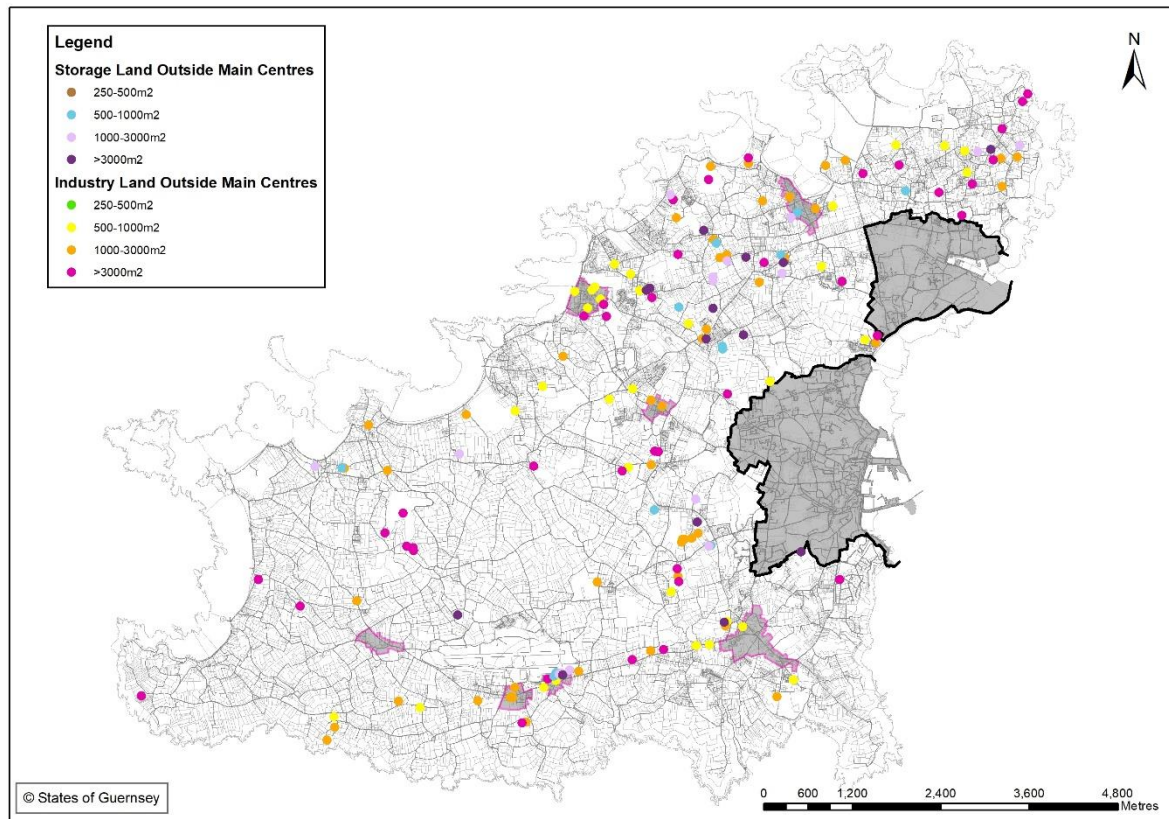 Legend
Storage Land Outside Main Centres
250-500m2
500-1000m2
1000-3000m2
>3000m2
Industry Land Outside Main Centres
250-500m2
500-1000m2
1000-3000m2
>3000m2
N
© States of Guernsey
0 600 1,200 2,400 3,600 4,800
Metres